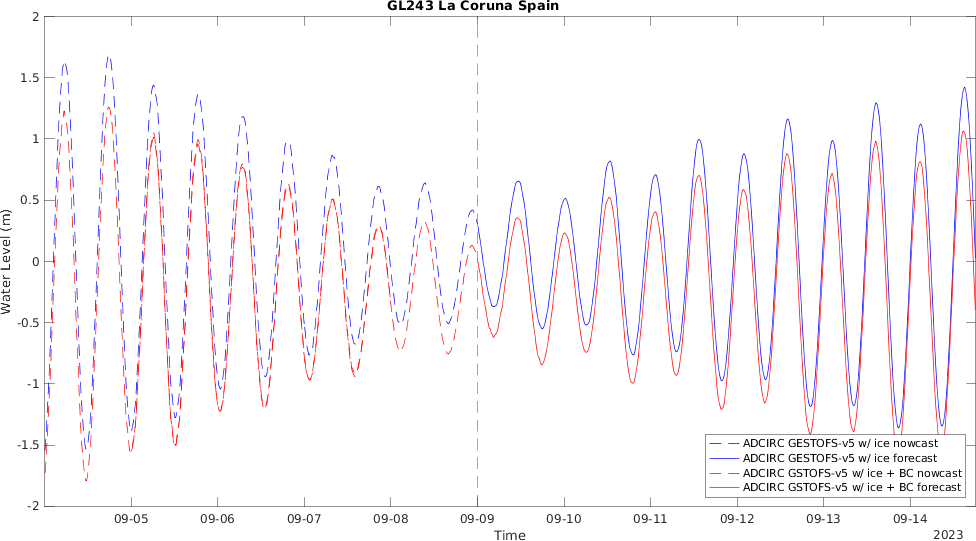 GL243 La Coruna Spain
2
1.5
1
0.5
0
-0.5
-1
-1.5
-2
Water Level (m)
ADCIRC GESTOFS-v5 w/ ice nowcast
ADCIRC GESTOFS-v5 w/ ice forecast
ADCIRC GSTOFS-v5 w/ ice + BC nowcast
ADCIRC GSTOFS-v5 w/ ice + BC forecast
09-05 09-06 09-07 09-08 09-09 09-10 09-11 09-12 09-13 09-14
Time
2023